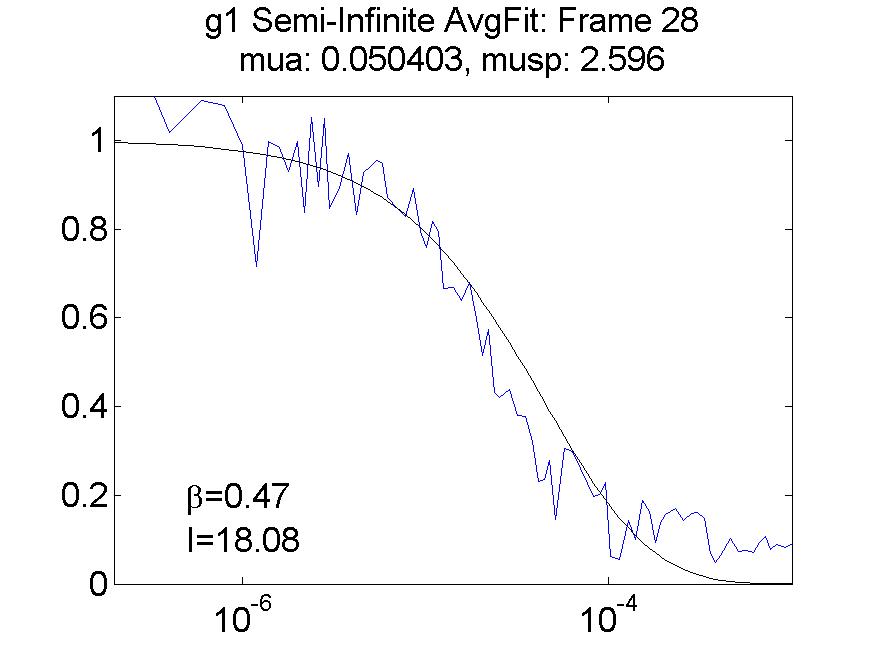 g1 Semi-Infinite AvgFit: Frame 28
mua: 0.050403, musp: 2.596
1
0.8
0.6
0.4
0.2
0
β=0.47
I=18.08
10^-6
10^-4